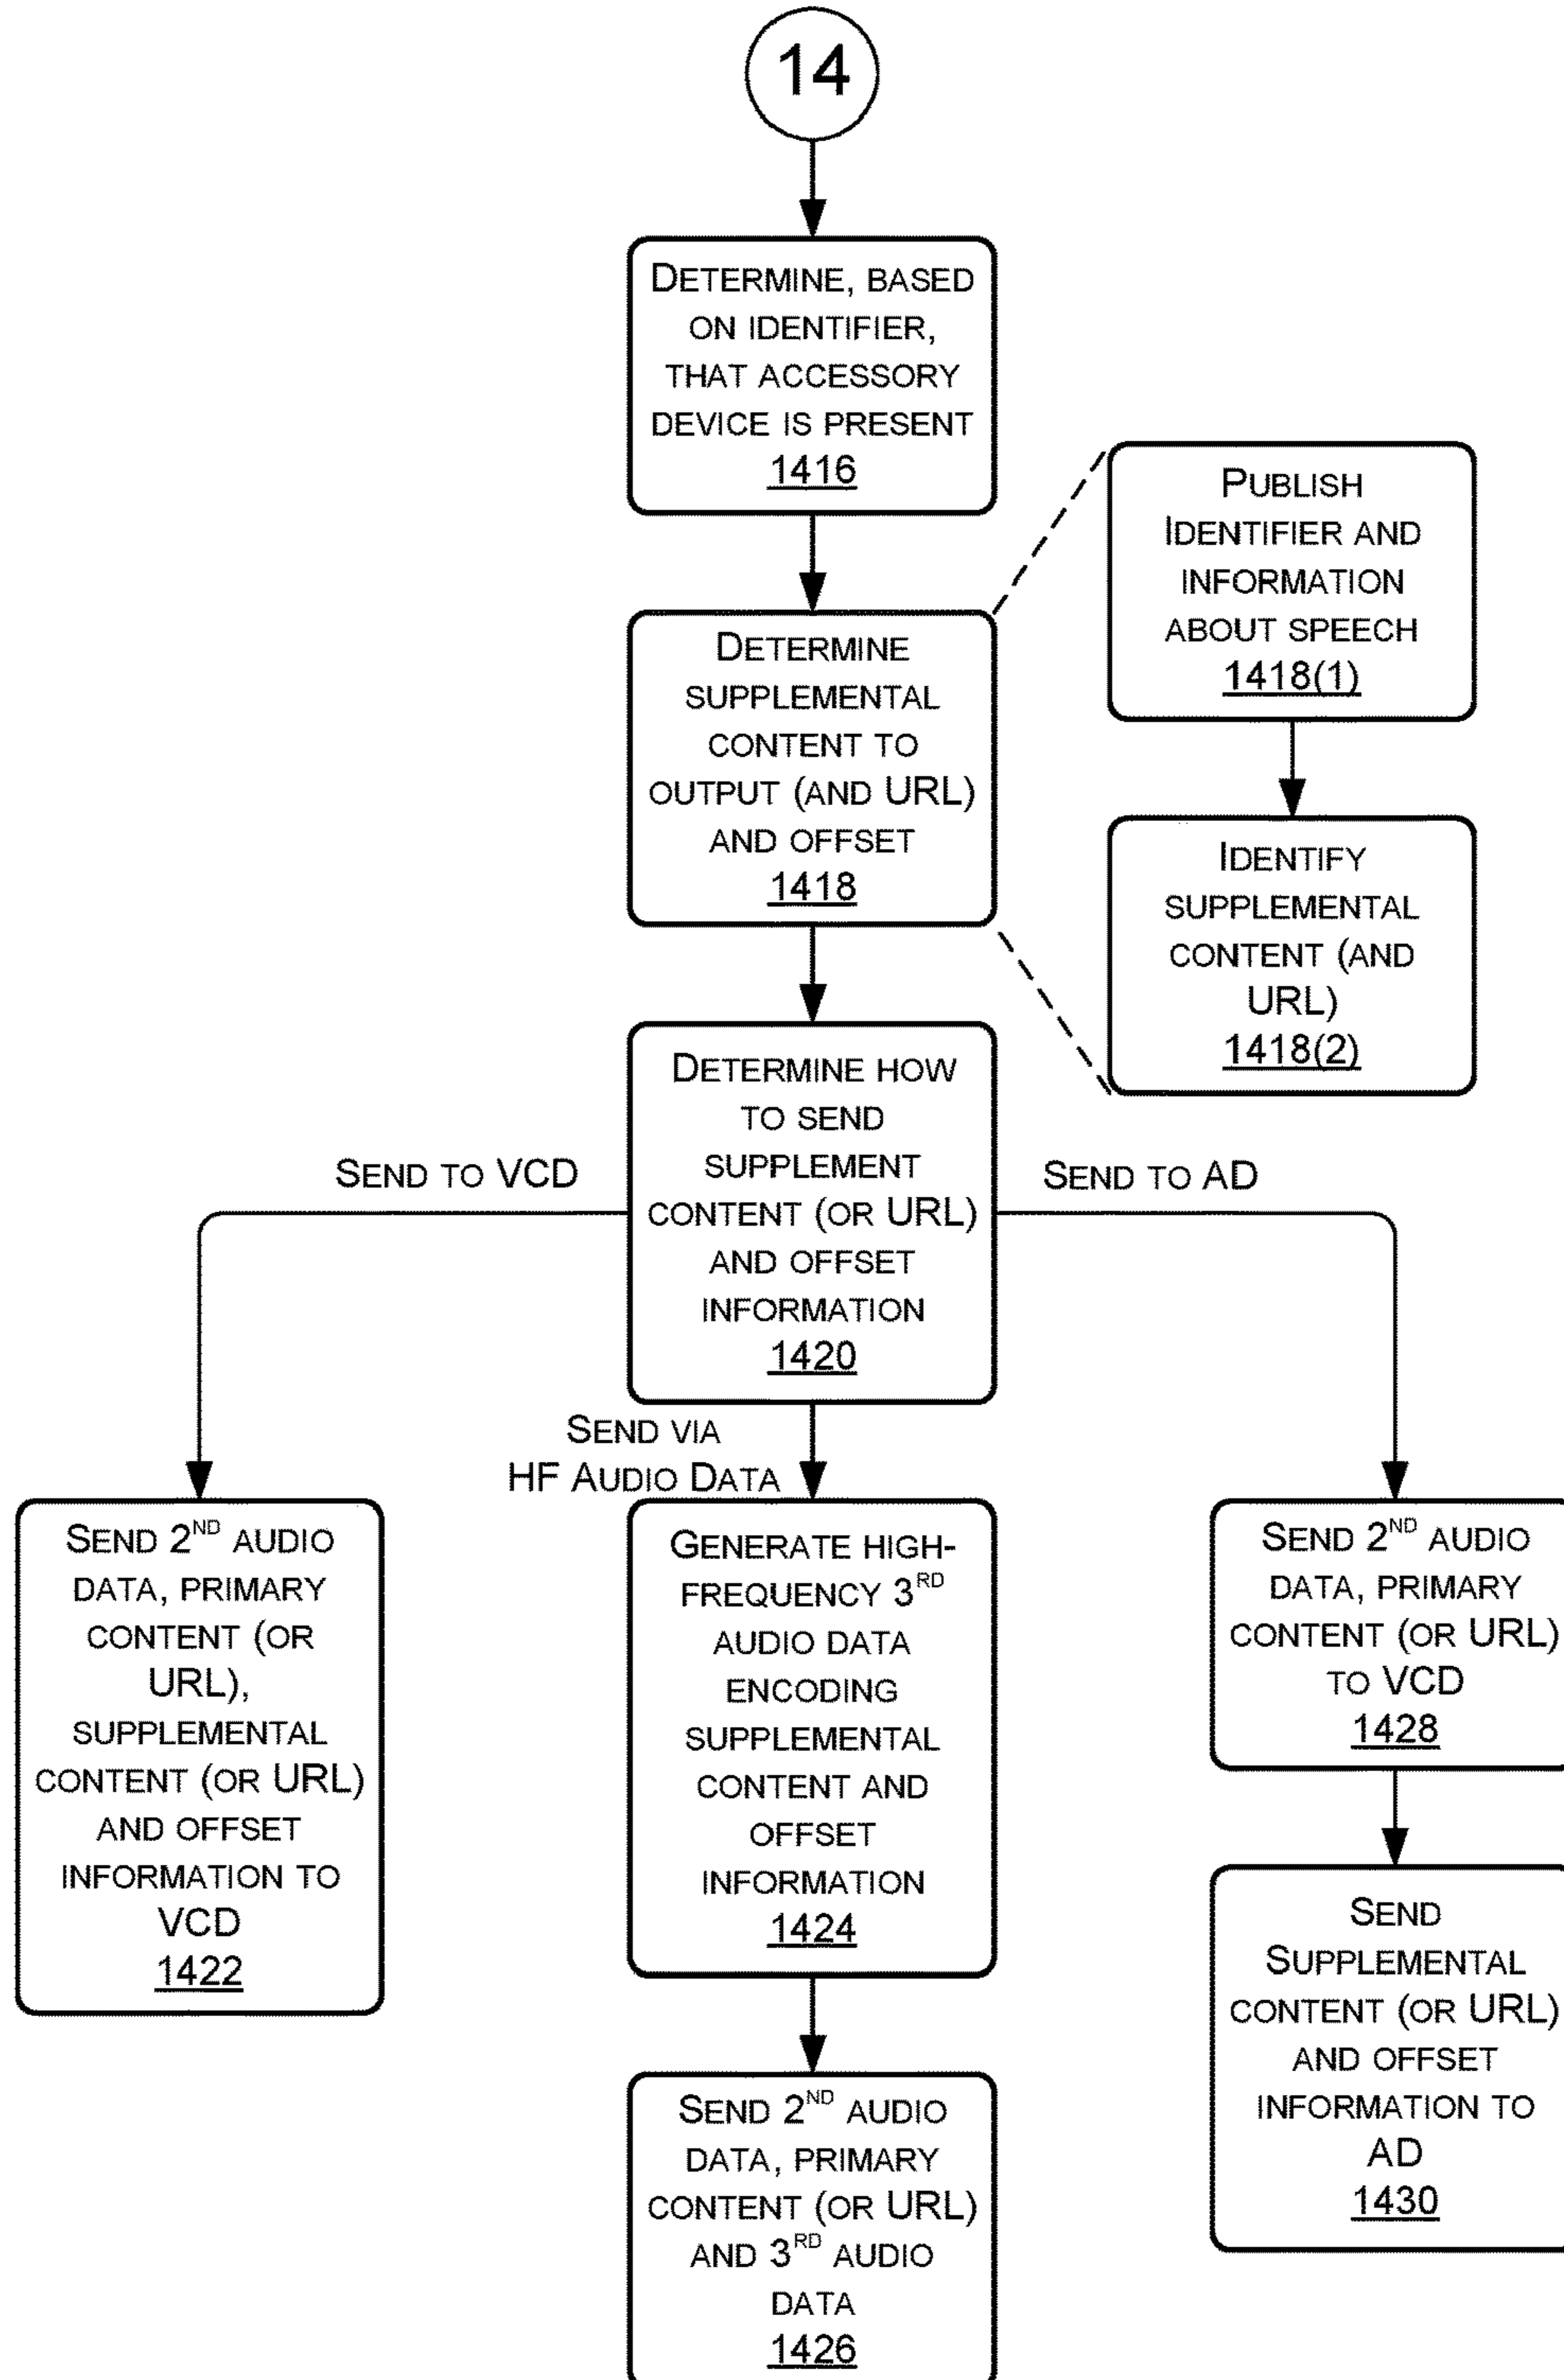 14
DETERMINE, BASED
ON IDENTIFIER,
THAT ACCESSORY
DEVICE IS PRESENT
1416
DETERMINE
SUPPLEMENTAL
CONTENT TO
OUTPUT (AND URL)
AND OFFSET
1418
PUBLISH
IDENTIFIER AND
INFORMATION
ABOUT SPEECH
1418(1)
IDENTIFY
SUPPLEMENTAL
CONTENT (AND
URL)
1418(2)
DETERMINE HOW
TO SEND
SUPPLEMENT
CONTENT (OR URL)
AND OFFSET
INFORMATION
1420
SEND TO VCD
SEND VIA
HF AUDIO DATA
SEND TO AD
SEND 2ND AUDIO
DATA, PRIMARY
CONTENT (OR
URL),
SUPPLEMENTAL
CONTENT (OR URL)
AND OFFSET
INFORMATION TO
VCD
1422
GENERATE HIGH-
FREQUENCY 3RD
AUDIO DATA
ENCODING
SUPPLEMENTAL
CONTENT AND
OFFSET
INFORMATION
1424
SEND 2ND AUDIO
DATA, PRIMARY
CONTENT (OR URL)
AND 3RD AUDIO
DATA
1426
SEND 2ND AUDIO
DATA, PRIMARY
CONTENT (OR URL)
TO VCD
1428
SEND
SUPPLEMENTAL
CONTENT (OR URL)
AND OFFSET
INFORMATION TO
AD
1430